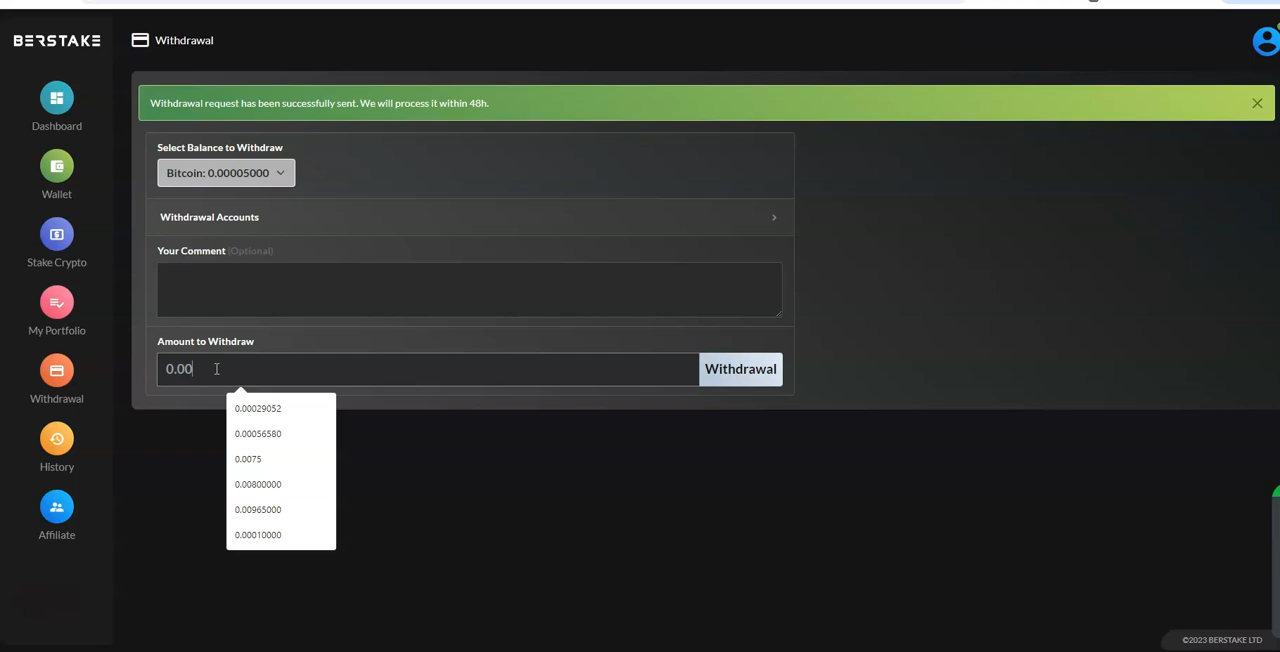 BERSTAKE
Withdrawal
Dashboard
Wallet
Stake Crypto
My Portfolio
Withdrawal
History
Affiliate
Withdrawal request has been successfully sent. We will process it within 48h.
Select Balance to Withdraw
Bitcoin: 0.00005000
Withdrawal Accounts
Your Comment (Optional)
Amount to Withdraw
0.00
Withdrawal
0.00029052
0.00056580
0.0075
0.00800000
0.00965000
0.00010000
©2023 BERSTAKE LTD